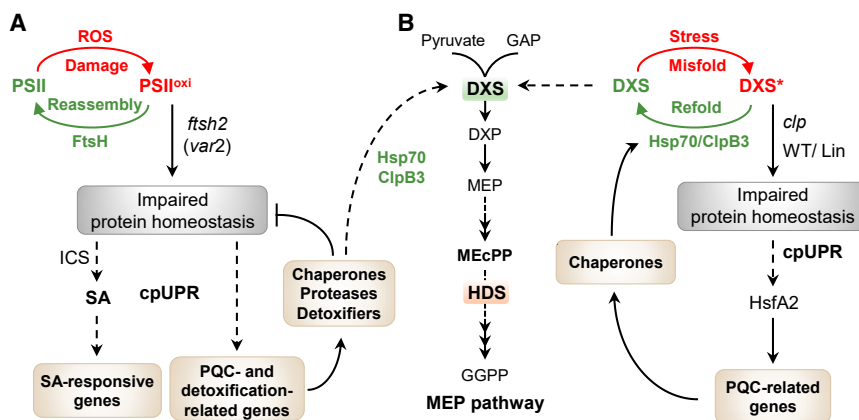 A
ROS
Damage
PSII
PSIIoxi
Reassembly
FtsH
ftsh2
(var2)
Impaired
protein homeostasis
ICS
SA
cpUPR
SA-responsive
genes
PQC- and
detoxification-
related genes
Chaperones
Proteases
Detoxifiers
Hsp70
ClpB3
B
Pyruvate
GAP
DXS
DXP
MEP
MEcPP
HDS
GGPP
MEP pathway
Stress
Misfold
DXS
DXS*
Refold
Hsp70/ClpB3
clp
WT/ Lin
Impaired
protein homeostasis
Chaperones
cpUPR
HsfA2
PQC-related
genes